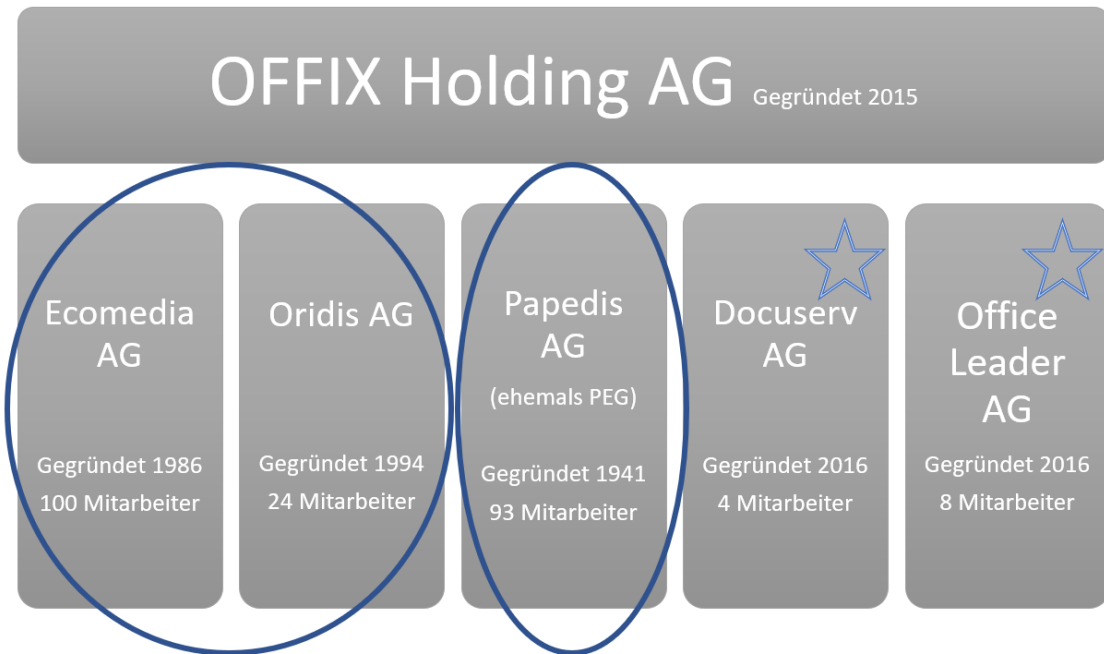 OFFIX Holding AG Gegründet 2015
Ecomedia
AG
Gegründet 1986
100 Mitarbeiter
Oridis AG
Gegründet 1994
24 Mitarbeiter
Papedis
AG
(ehemals PEG)
Gegründet 1941
93 Mitarbeiter
Docuserv
AG
Gegründet 2016
4 Mitarbeiter
Office
Leader
AG
Gegründet 2016
8 Mitarbeiter